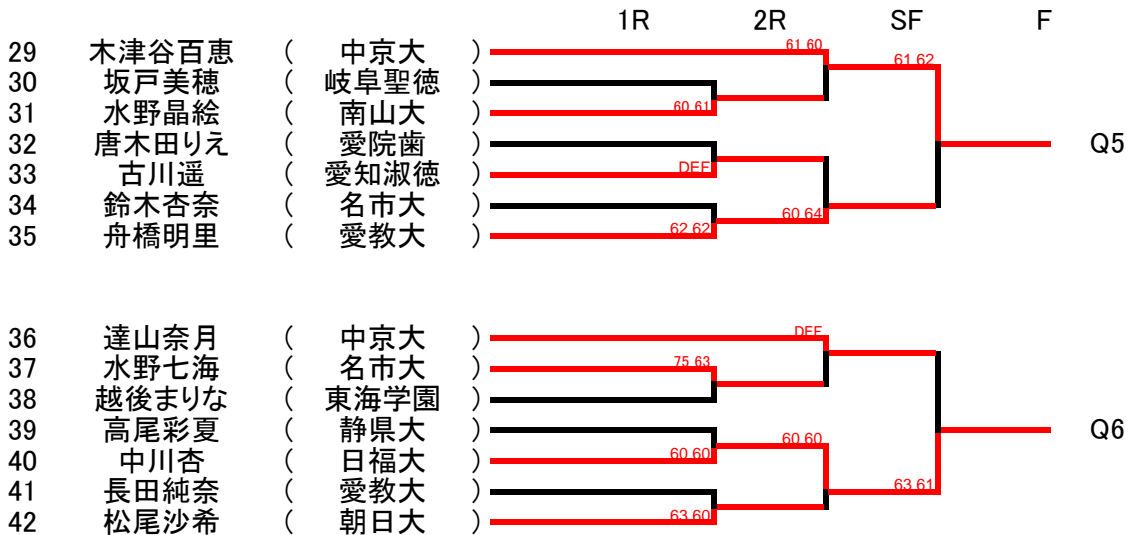 1R 2R SF F
61 60
29 木津谷百恵 ( 中京大 ) 61 62
30 坂戸美穂 ( 岐阜聖徳 )
31 水野晶絵 ( 南山大 ) 60 61
32 唐木田りえ ( 愛院歯 ) Q5
33 古川遥 ( 愛知淑徳 ) DEF
34 鈴木杏奈 ( 名市大 ) 60 64
35 舟橋明里 ( 愛教大 ) 62 62
36 達山奈月 ( 中京大 ) DEF
37 水野七海 ( 名市大 ) 75 63
38 越後まりな ( 東海学園 )
39 高尾彩夏 ( 静県大 ) 60 60 Q6
40 中川杏 ( 日福大 ) 60 60
41 長田純奈 ( 愛教大 ) 63 61
42 松尾沙希 ( 朝日大 ) 63 60